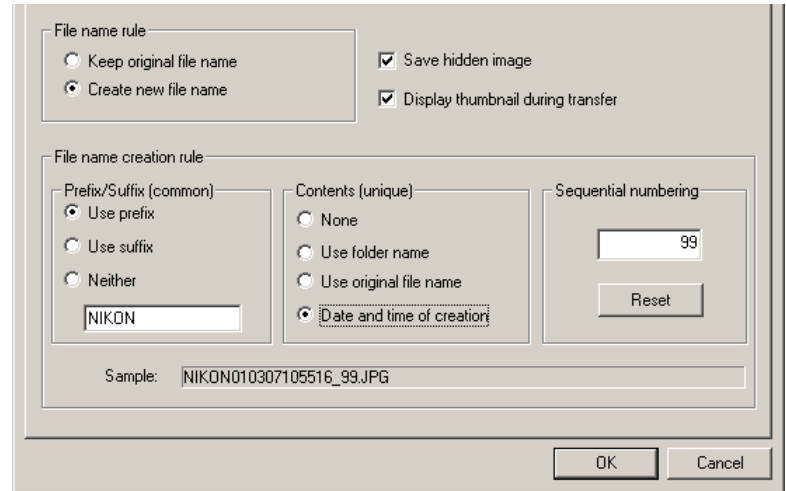 File name rule
Keep original file name
Create new file name
Save hidden image
Display thumbnail during transfer
File name creation rule
Prefix/Suffix (common)
Use prefix
Use suffix
Neither
NIKON
Contents (unique)
None
Use folder name
Use original file name
Date and time of creation
Sequential numbering
99
Reset
Sample: NIKON010307105516_99.JPG
OK Cancel